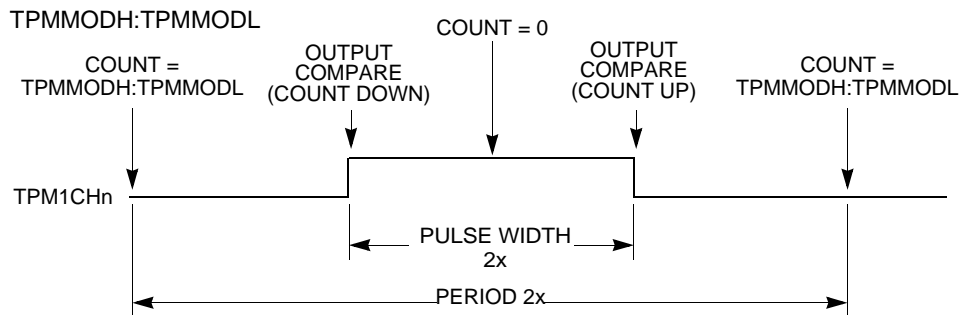 TPMMODH:TPMMODL
COUNT = 0
COUNT =
TPMMODH:TPMMODL
OUTPUT
COMPARE
(COUNT DOWN)
OUTPUT
COMPARE
(COUNT UP)
COUNT =
TPMMODH:TPMMODL
TPM1CHn
PULSE WIDTH
2x
PERIOD 2x